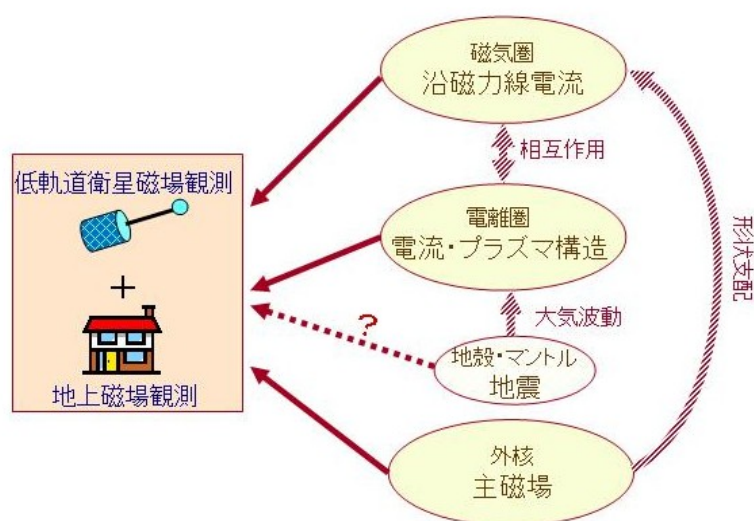 低軌道衛星磁場観測
+
地上磁場観測
磁気圏
沿磁力線電流
相互作用
電離圏
電流・プラズマ構造
大気波動
?
地殻・マントル
地震
外核
主磁場
形状支配